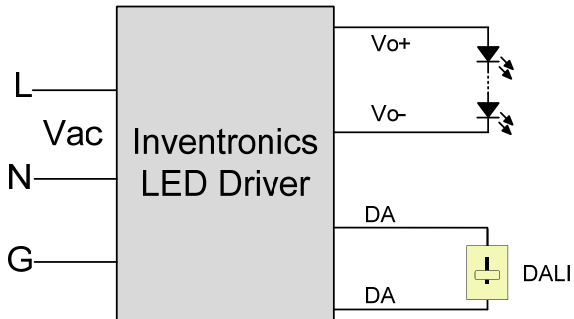 L
Vac
N
G
Inventronics
LED Driver
Vo+
Vo-
DA
DA
DALI